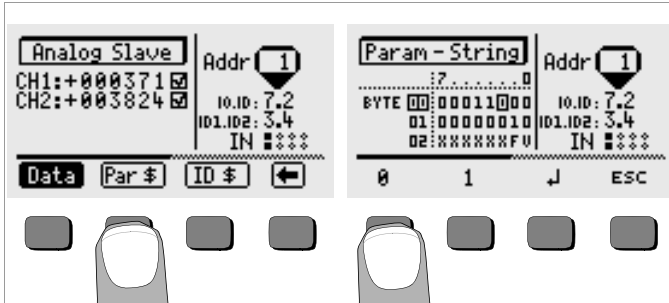 Analog Slave
Addr 1
CH1:+000371
CH2:+003824
IO.ID: 7.2
ID1.ID2: 3.4
IN
Data
Par $
ID $
Param - String
Addr 1
7......0
BYTE 00 00011000
01 00000010
02 XXXXXXFV
IO.ID: 7.2
ID1.ID2: 3.4
IN
0
1
ESC